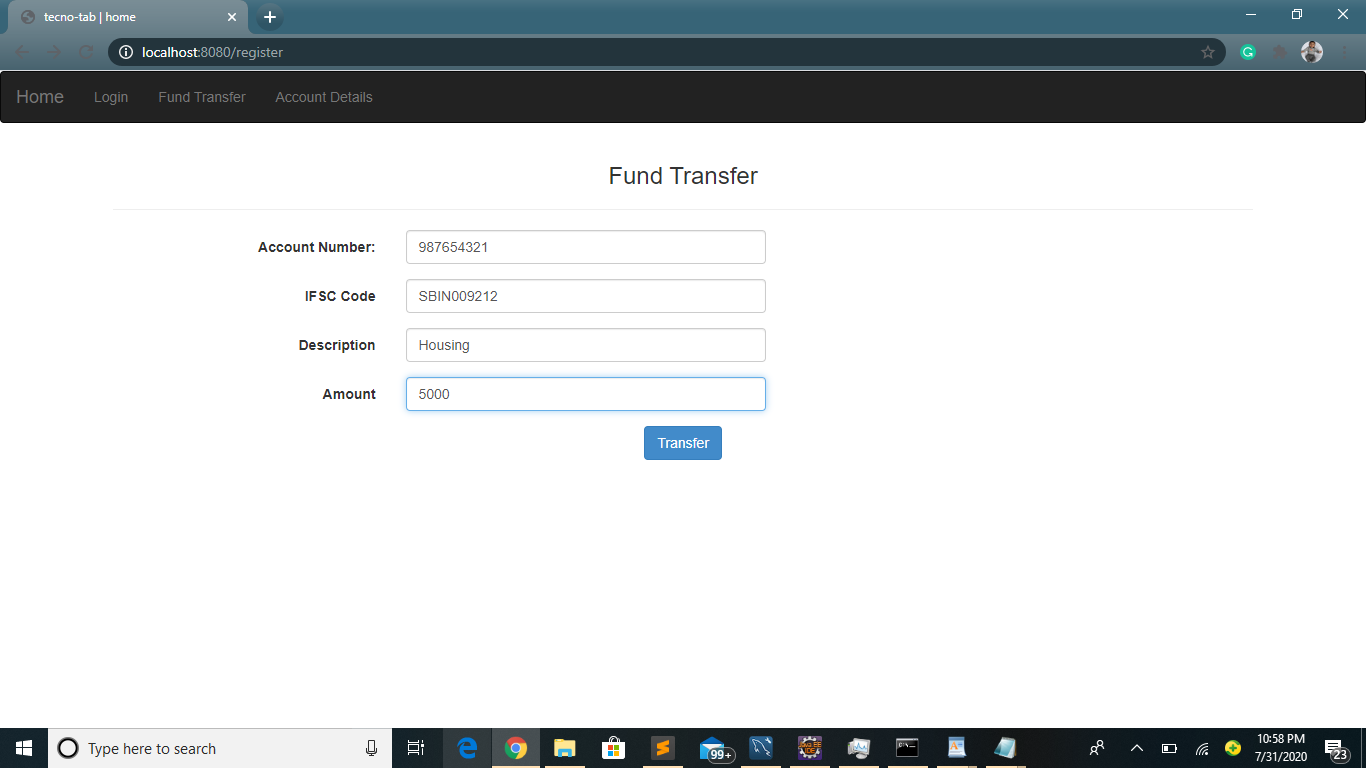 tecno-tab | home
localhost:8080/register
G
Home Login Fund Transfer Account Details
Fund Transfer
Account Number: 987654321
IFSC Code SBIN009212
Description Housing
Amount 5000
Transfer
Type here to search
99+
10:58 PM
7/31/2020
23